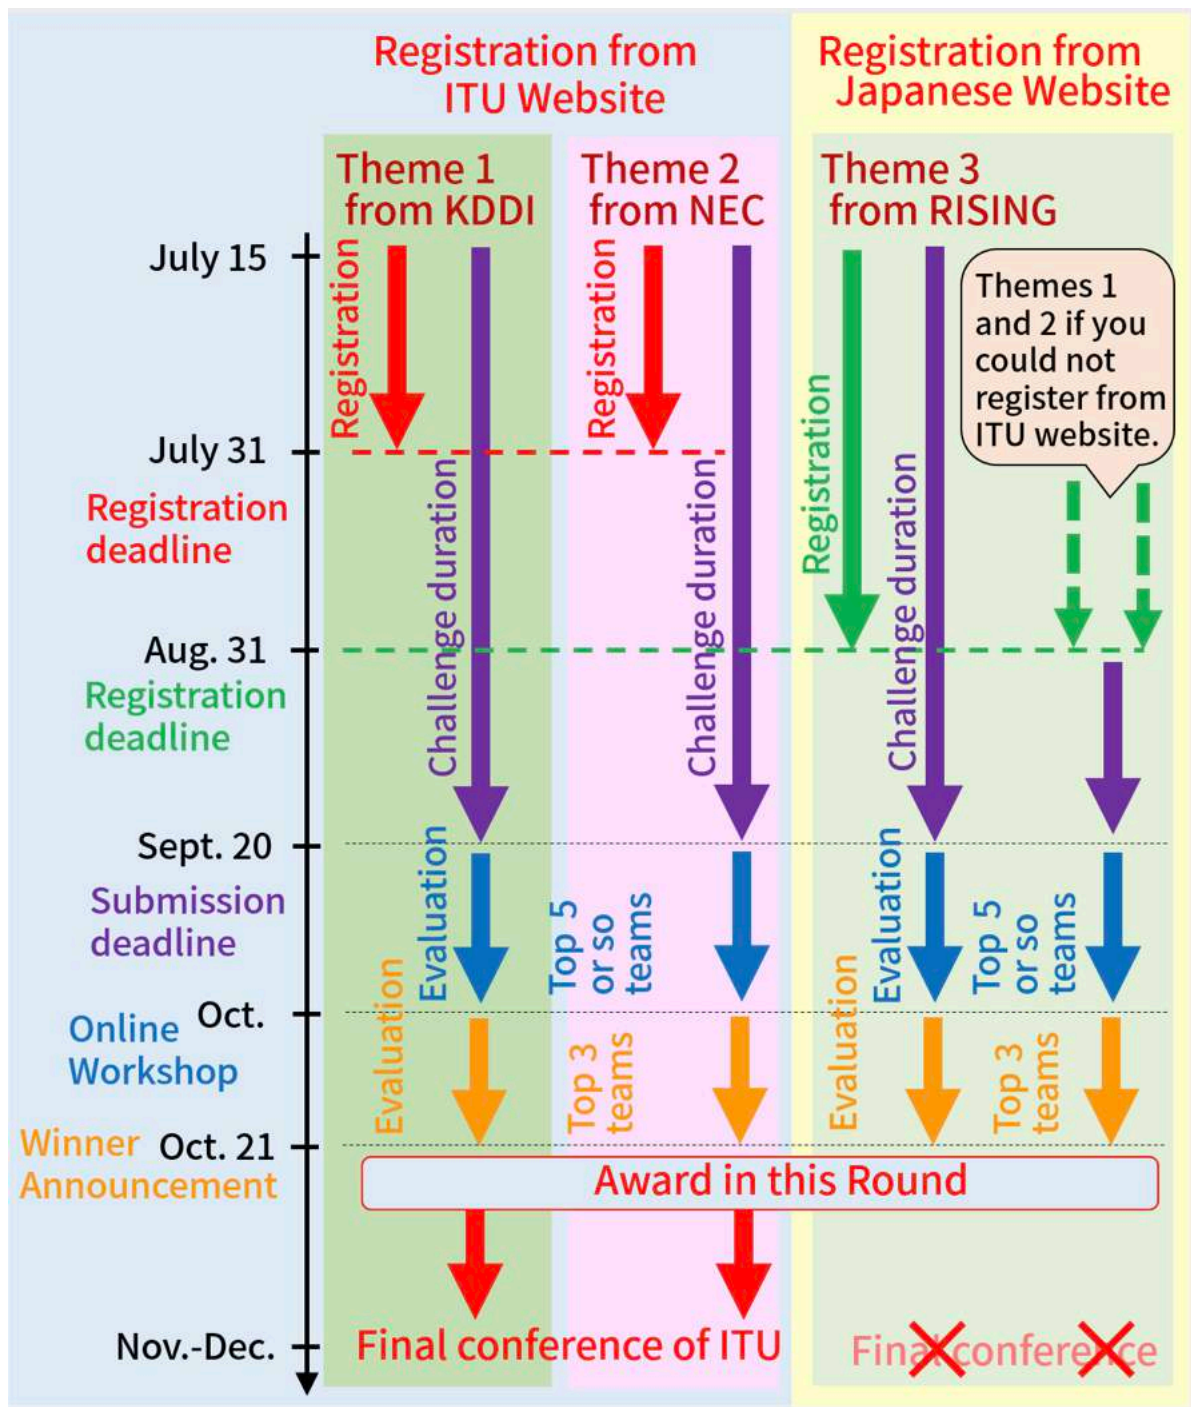 Registration from
ITU Website
Registration from
Japanese Website
Theme 1
from KDDI
Theme 2
from NEC
Theme 3
from RISING
July 15
Registration
Registration
Registration
Themes 1
and 2 if you
could not
register from
ITU website.
July 31
Registration
deadline
Challenge duration
Challenge duration
Challenge duration
Aug. 31
Registration
deadline
Sept. 20
Submission
deadline
Evaluation
Top 5
or so
teams
Evaluation
Top 5
or so
teams
Oct.
Online
Workshop
Evaluation
Top 3
teams
Evaluation
Top 3
teams
Oct. 21
Winner
Announcement
Award in this Round
Nov.-Dec.
Final conference of ITU
Final conference